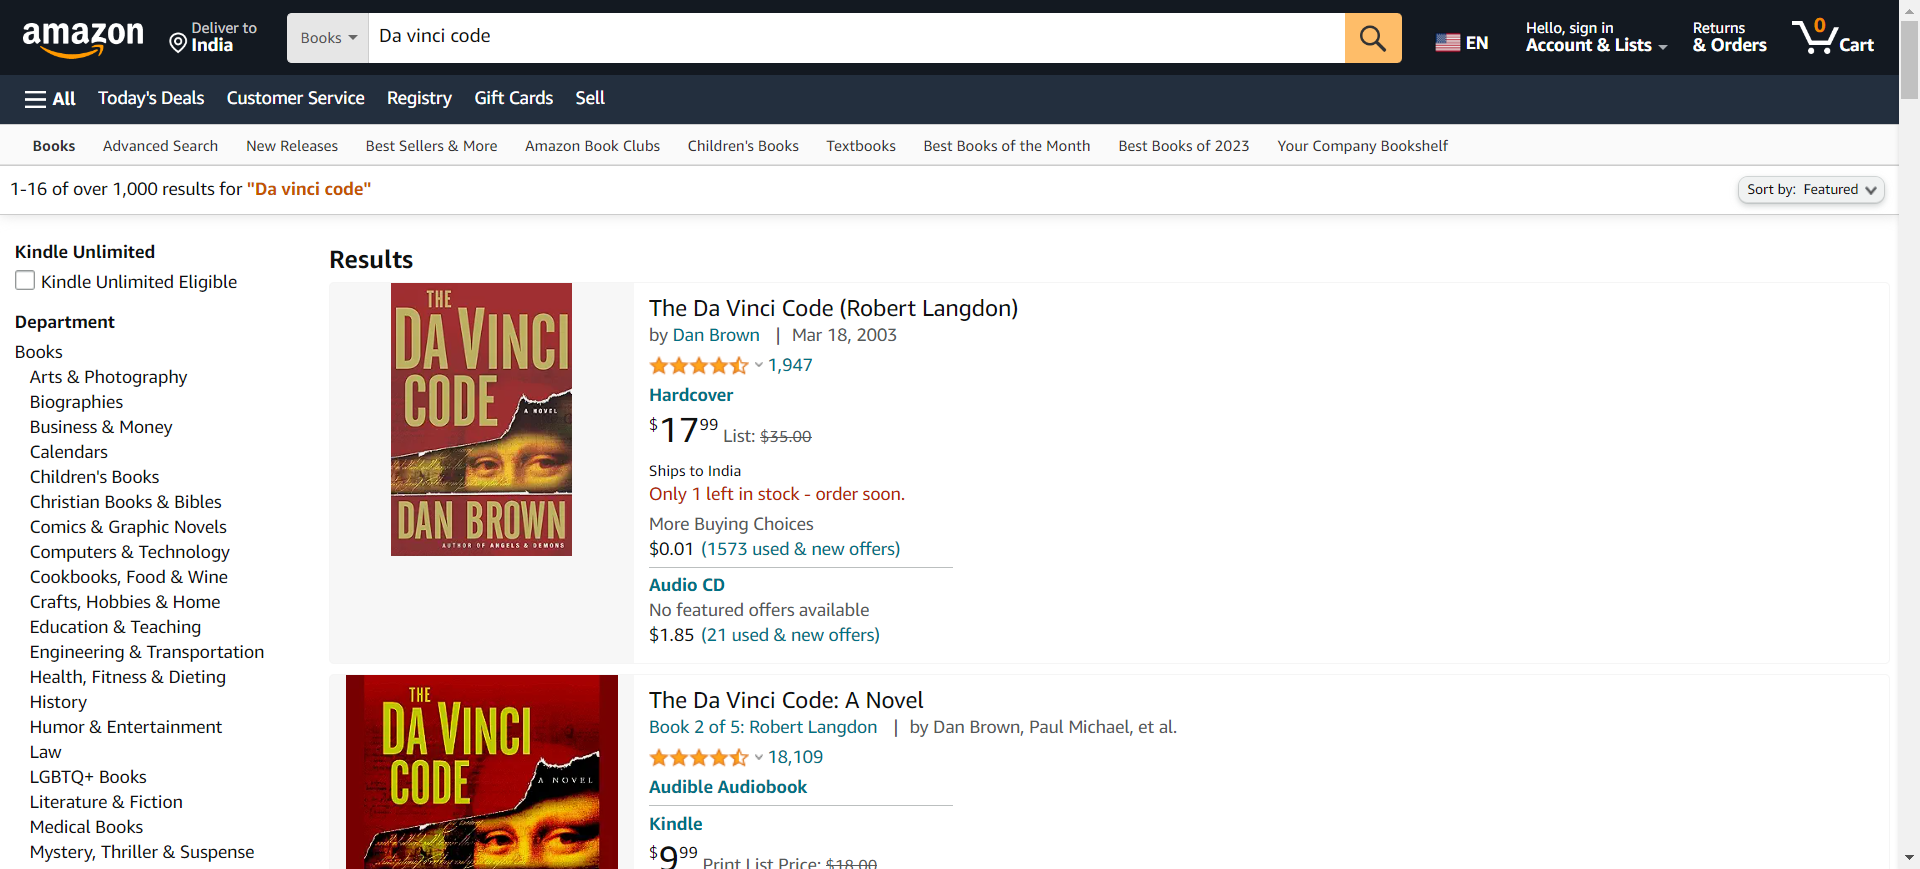 amazon
Deliver to
India
Books
Da vinci code
EN
Hello, sign in
Account & Lists
Returns
& Orders
0
Cart
All
Today's Deals
Customer Service
Registry
Gift Cards
Sell
Books
Advanced Search
New Releases
Best Sellers & More
Amazon Book Clubs
Children's Books
Textbooks
Best Books of the Month
Best Books of 2023
Your Company Bookshelf
1-16 of over 1,000 results for "Da vinci code"
Sort by: Featured
Kindle Unlimited
Kindle Unlimited Eligible
Department
Books
Arts & Photography
Biographies
Business & Money
Calendars
Children's Books
Christian Books & Bibles
Comics & Graphic Novels
Computers & Technology
Cookbooks, Food & Wine
Crafts, Hobbies & Home
Education & Teaching
Engineering & Transportation
Health, Fitness & Dieting
History
Humor & Entertainment
Law
LGBTQ+ Books
Literature & Fiction
Medical Books
Mystery, Thriller & Suspense
Results
THE
DA VINCI
CODE
A NOVEL
DAN BROWN
AUTHOR OF ANGELS & DEMONS
The Da Vinci Code (Robert Langdon)
by Dan Brown | Mar 18, 2003
1,947
Hardcover
$17.99 List: $35.00
Ships to India
Only 1 left in stock - order soon.
More Buying Choices
$0.01 (1573 used & new offers)
Audio CD
No featured offers available
$1.85 (21 used & new offers)
THE
DA VINCI
CODE
A NOVEL
The Da Vinci Code: A Novel
Book 2 of 5: Robert Langdon | by Dan Brown, Paul Michael, et al.
18,109
Audible Audiobook
Kindle
$9.99 Print List Price: $18.00